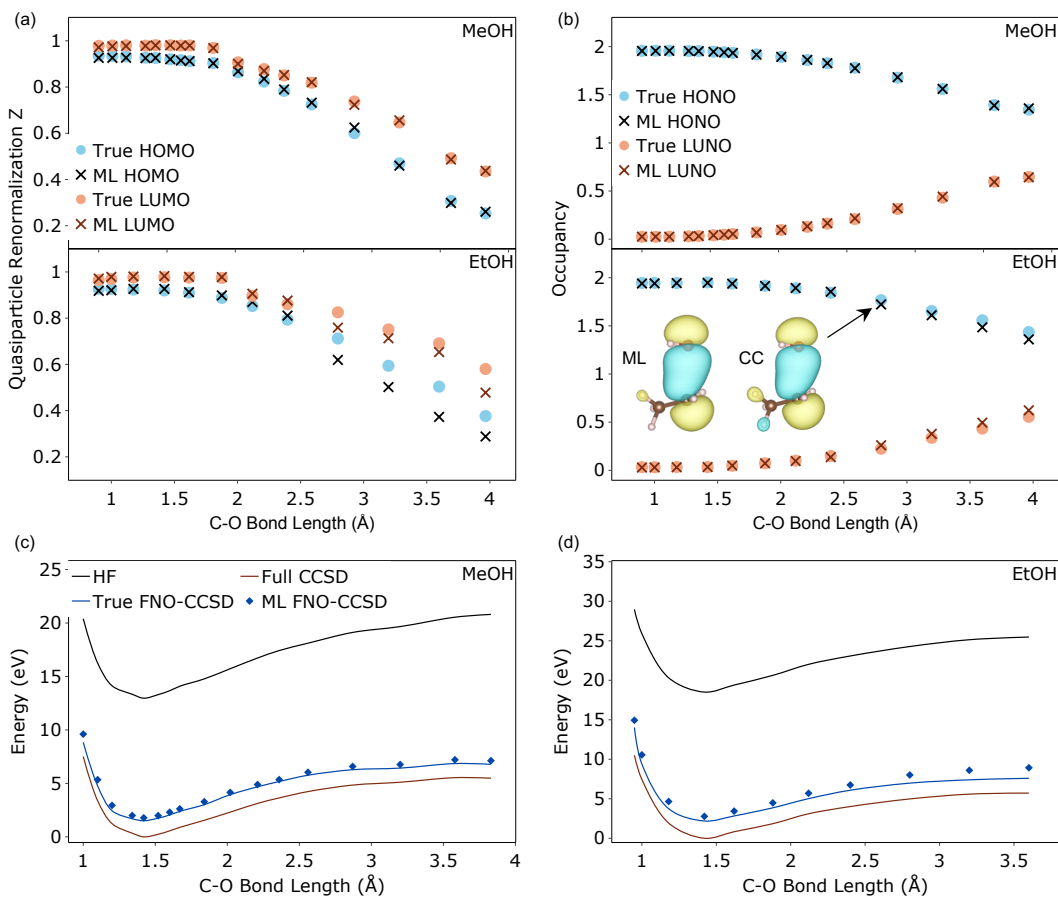 (a)
MeOH
1
0.8
0.6
0.4
0.2
True HOMO
ML HOMO
True LUMO
ML LUMO
Quasiparticle Renormalization Z
EtOH
1
0.8
0.6
0.4
0.2
1
1.5
2
2.5
3
3.5
4
C-O Bond Length (Å)
(b)
MeOH
2
1.5
1
0.5
0
True HONO
ML HONO
True LUNO
ML LUNO
Occupancy
EtOH
2
1.5
1
0.5
0
ML
CC
1
1.5
2
2.5
3
3.5
4
C-O Bond Length (Å)
(c)
MeOH
HF
Full CCSD
True FNO-CCSD
ML FNO-CCSD
25
20
15
10
5
0
Energy (eV)
1
1.5
2
2.5
3
3.5
4
C-O Bond Length (Å)
(d)
EtOH
35
30
25
20
15
10
5
0
Energy (eV)
1
1.5
2
2.5
3
3.5
C-O Bond Length (Å)